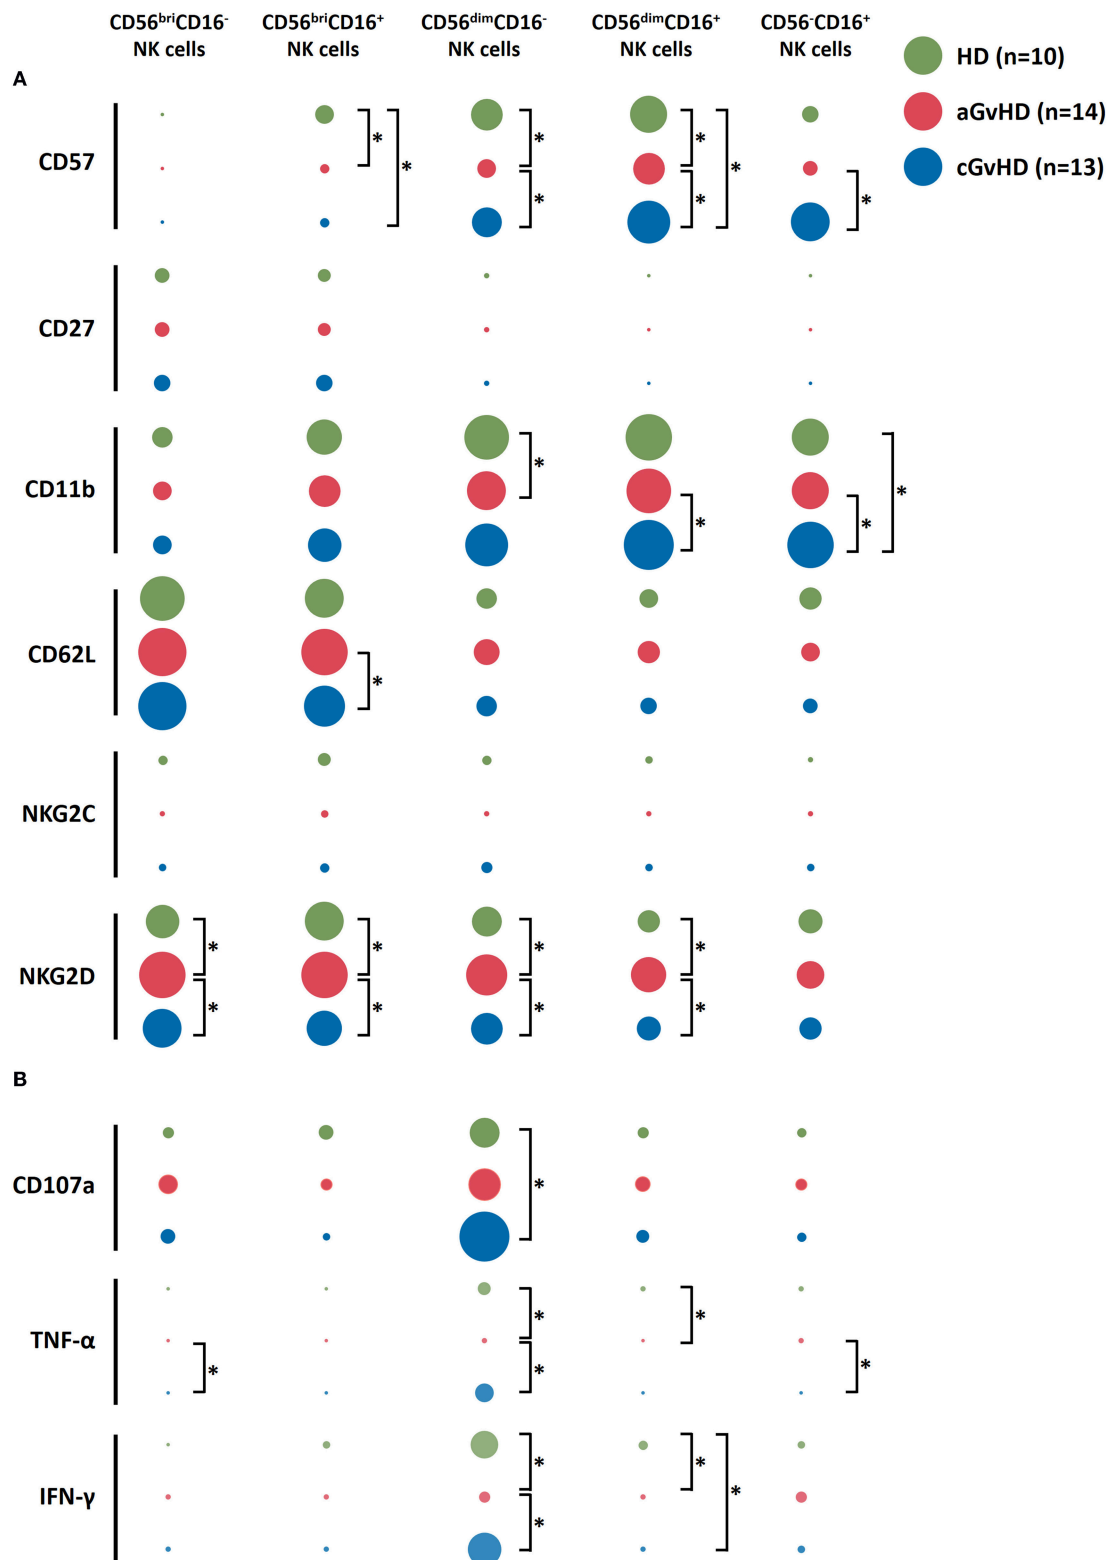 CD56briCD16- CD56briCD16+ CD56dimCD16- CD56dimCD16+ CD56-CD16+
NK cells NK cells NK cells NK cells NK cells
HD (n=10)
aGvHD (n=14)
cGvHD (n=13)
A
CD57 * * * * * * * *
CD27
CD11b * * * *
CD62L *
NKG2C
NKG2D * * * * * * * *
B
CD107a *
TNF-α * * * * *
IFN-γ * * * *